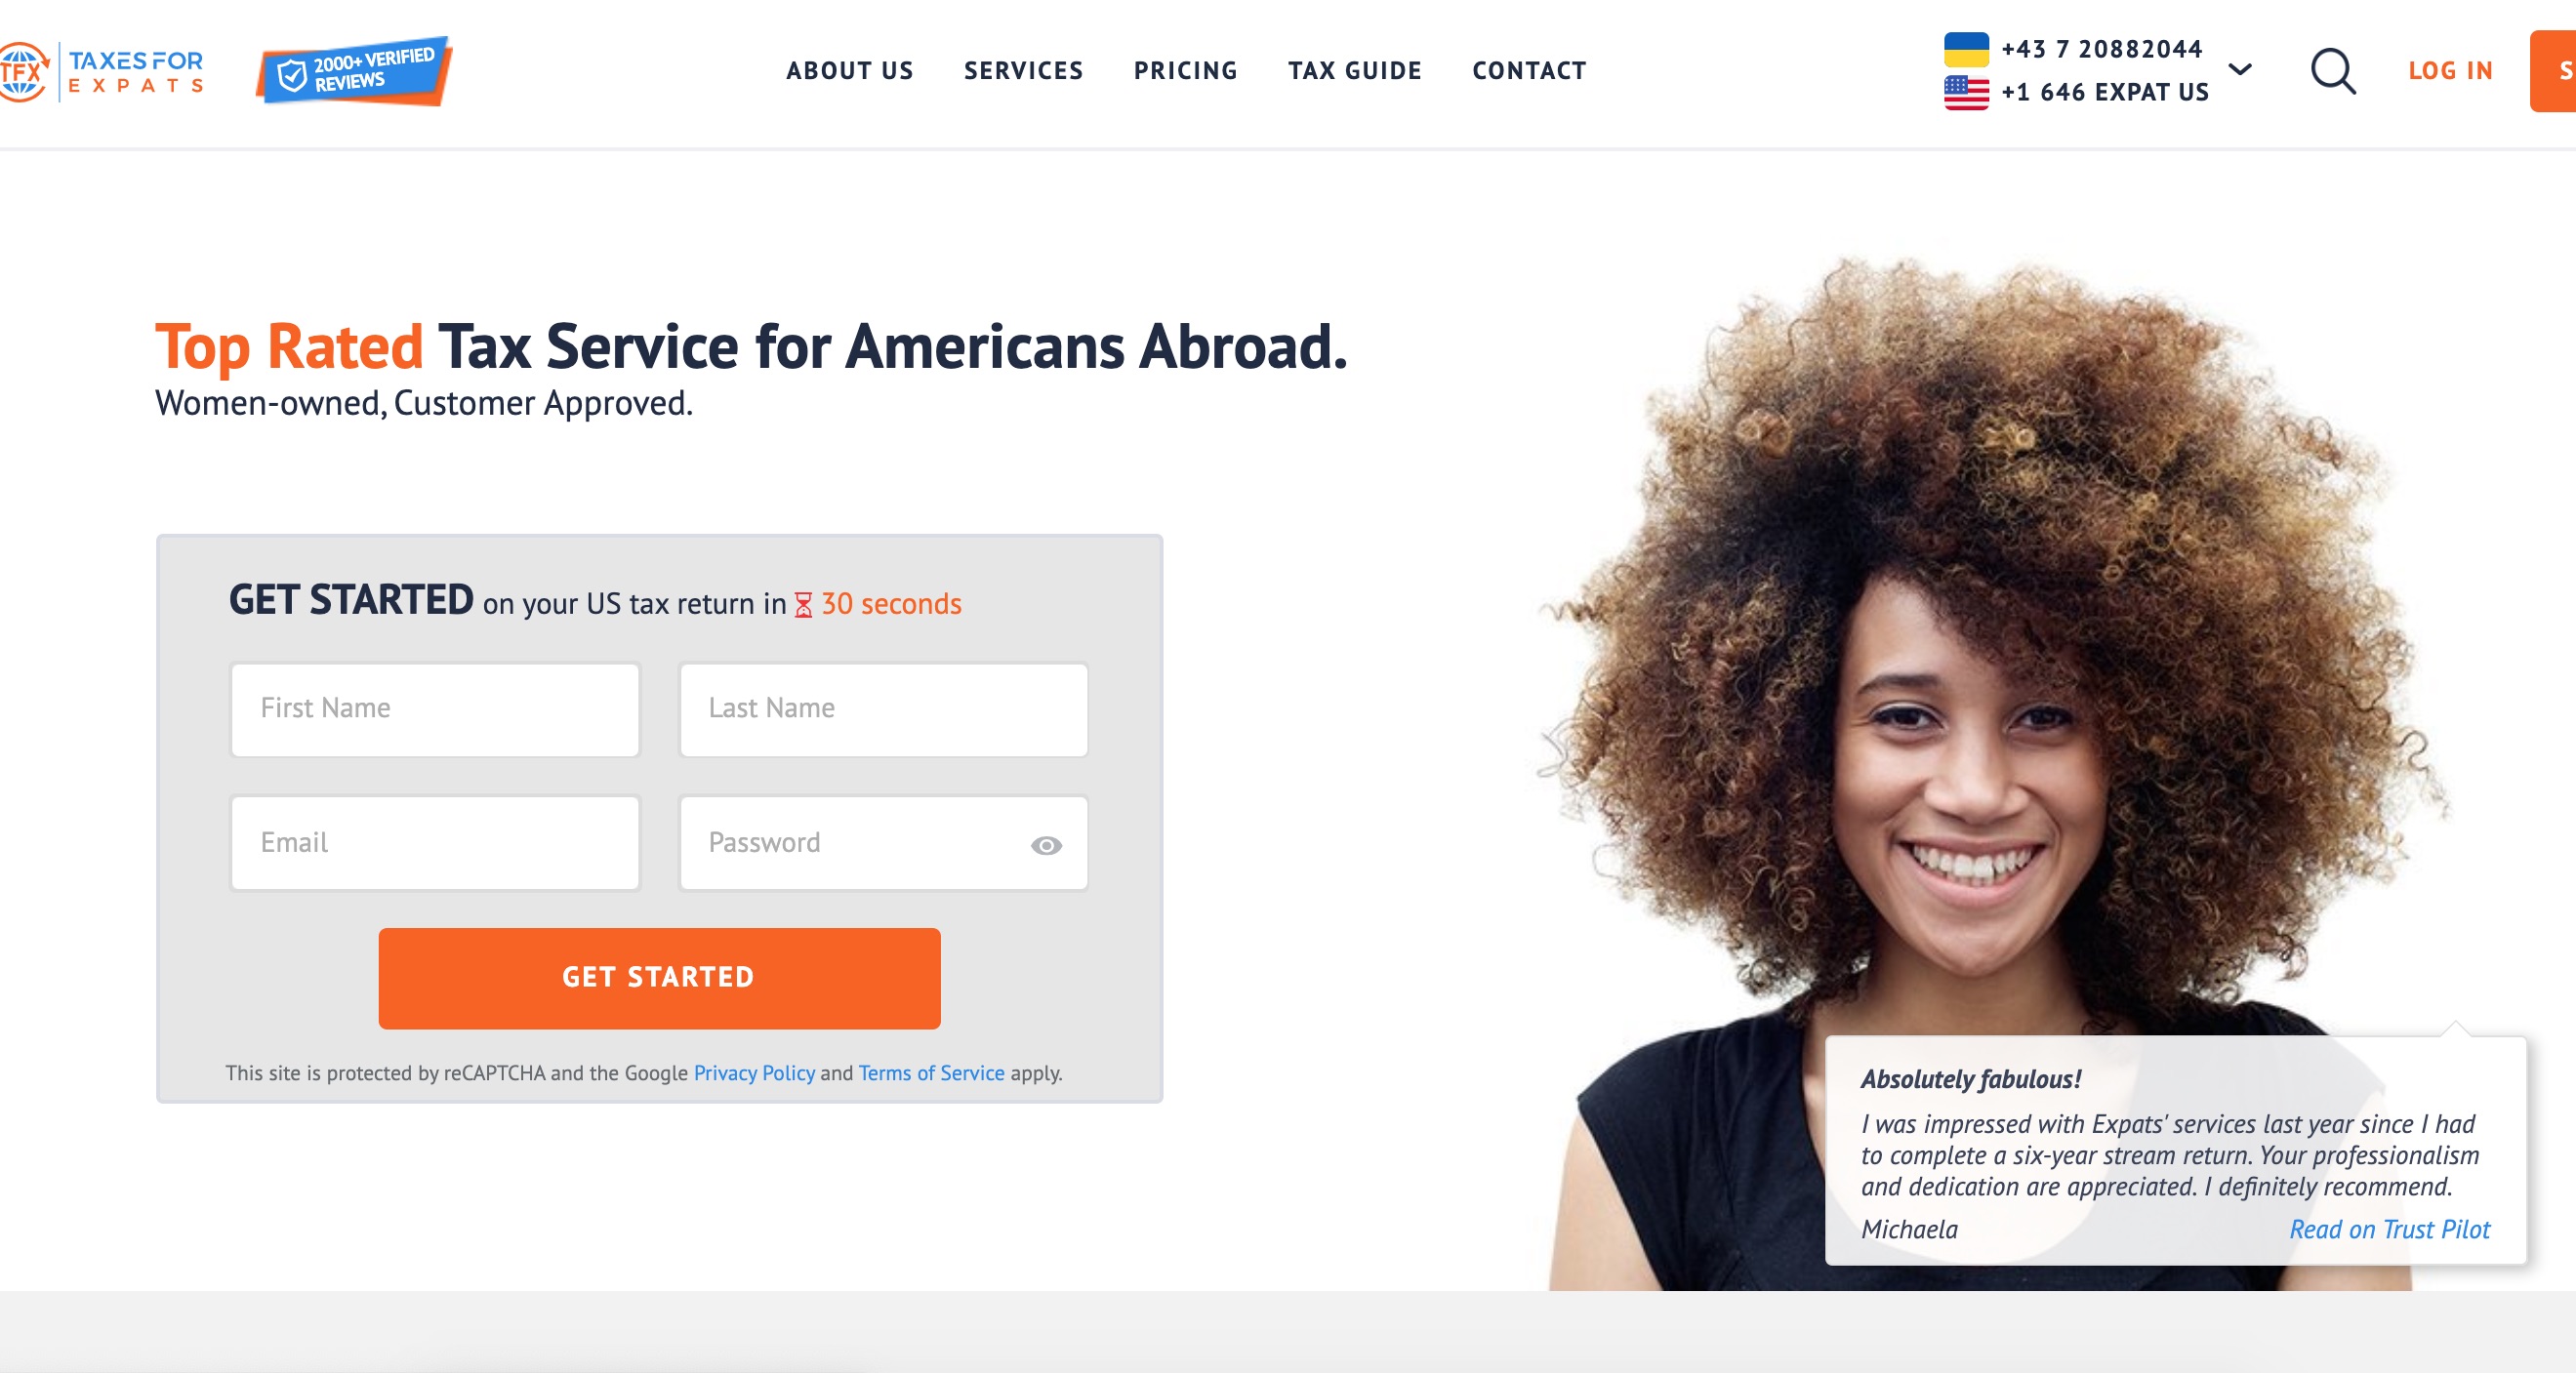 TFX
TAXES FOR
EXPATS
2000+ VERIFIED
REVIEWS
ABOUT US
SERVICES
PRICING
TAX GUIDE
CONTACT
+43 7 20882044
+1 646 EXPAT US
LOG IN
S
Top Rated Tax Service for Americans Abroad.
Women-owned, Customer Approved.
GET STARTED on your US tax return in 30 seconds
First Name
Last Name
Email
Password
GET STARTED
This site is protected by reCAPTCHA and the Google Privacy Policy and Terms of Service apply.
Absolutely fabulous!
I was impressed with Expats' services last year since I had
to complete a six-year stream return. Your professionalism
and dedication are appreciated. I definitely recommend.
Michaela
Read on Trust Pilot